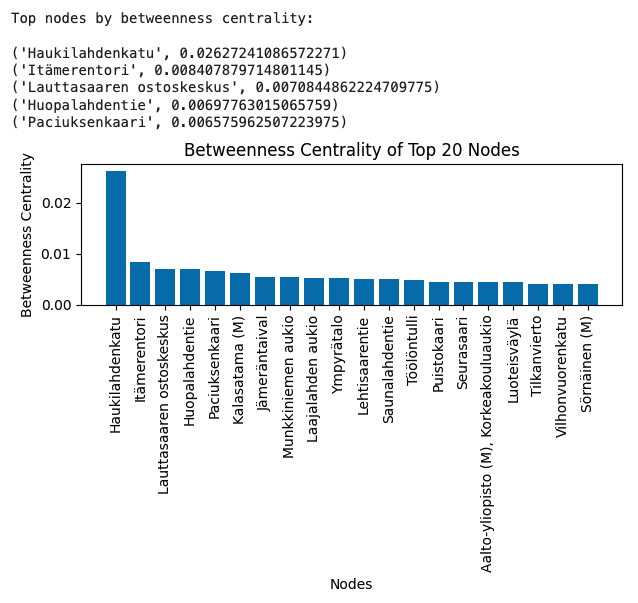 Top nodes by betweenness centrality:
('Haukilahdenkatu', 0.02627241086572271)
('Itämerentori', 0.008407879714801145)
('Lauttasaaren ostoskeskus', 0.0070844862224709775)
('Huopalahdentie', 0.00697763015065759)
('Paciuksenkaari', 0.006575962507223975)
Betweenness Centrality of Top 20 Nodes
Betweenness Centrality
0.02
0.01
0.00
Haukilahdenkatu
Itämerentori
Lauttasaaren ostoskeskus
Huopalahdentie
Paciuksenkaari
Kalasatama (M)
Jämeräntaival
Munkkiniemen aukio
Laajalahden aukio
Ympyrätalo
Lehtisaarentie
Saunalahdentie
Töölöntulli
Puistokaari
Seurasaari
Aalto-yliopisto (M), Korkeakouluaukio
Luoteisväylä
Tilkanvierto
Vilhonvuorenkatu
Sörnäinen (M)
Nodes